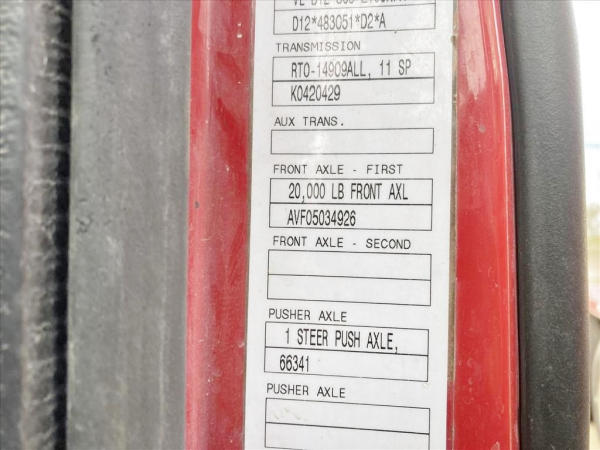 D12*483051*D2*A
TRANSMISSION
RTO-14909ALL, 11 SP
K0420429
AUX TRANS.
FRONT AXLE - FIRST
20,000 LB FRONT AXL
AVF05034926
FRONT AXLE - SECOND
PUSHER AXLE
1 STEER PUSH AXLE,
66341
PUSHER AXLE